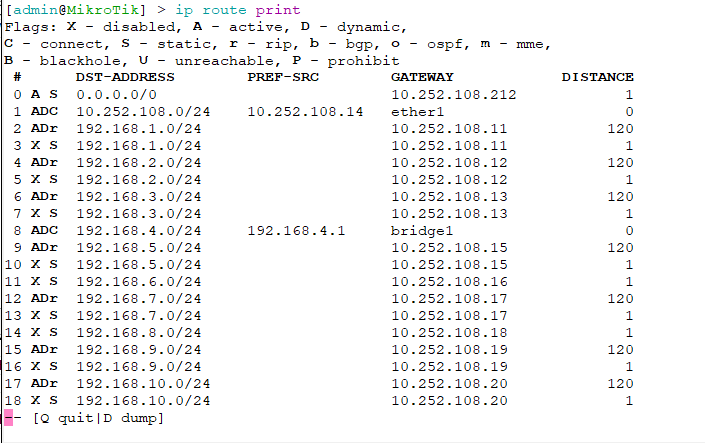 [admin@MikroTik] > ip route print
Flags: X - disabled, A - active, D - dynamic,
C - connect, S - static, r - rip, b - bgp, o - ospf, m - mme,
B - blackhole, U - unreachable, P - prohibit
 #      DST-ADDRESS        PREF-SRC        GATEWAY            DISTANCE
 0 A S  0.0.0.0/0                          10.252.108.212            1
 1 ADC  10.252.108.0/24    10.252.108.14   ether1                    0
 2 ADr  192.168.1.0/24                     10.252.108.11           120
 3 X S  192.168.1.0/24                     10.252.108.11             1
 4 ADr  192.168.2.0/24                     10.252.108.12           120
 5 X S  192.168.2.0/24                     10.252.108.12             1
 6 ADr  192.168.3.0/24                     10.252.108.13           120
 7 X S  192.168.3.0/24                     10.252.108.13             1
 8 ADC  192.168.4.0/24     192.168.4.1     bridge1                   0
 9 ADr  192.168.5.0/24                     10.252.108.15           120
10 X S  192.168.5.0/24                     10.252.108.15             1
11 X S  192.168.6.0/24                     10.252.108.16             1
12 ADr  192.168.7.0/24                     10.252.108.17           120
13 X S  192.168.7.0/24                     10.252.108.17             1
14 X S  192.168.8.0/24                     10.252.108.18             1
15 ADr  192.168.9.0/24                     10.252.108.19           120
16 X S  192.168.9.0/24                     10.252.108.19             1
17 ADr  192.168.10.0/24                    10.252.108.20           120
18 X S  192.168.10.0/24                    10.252.108.20             1
-- [Q quit|D dump]